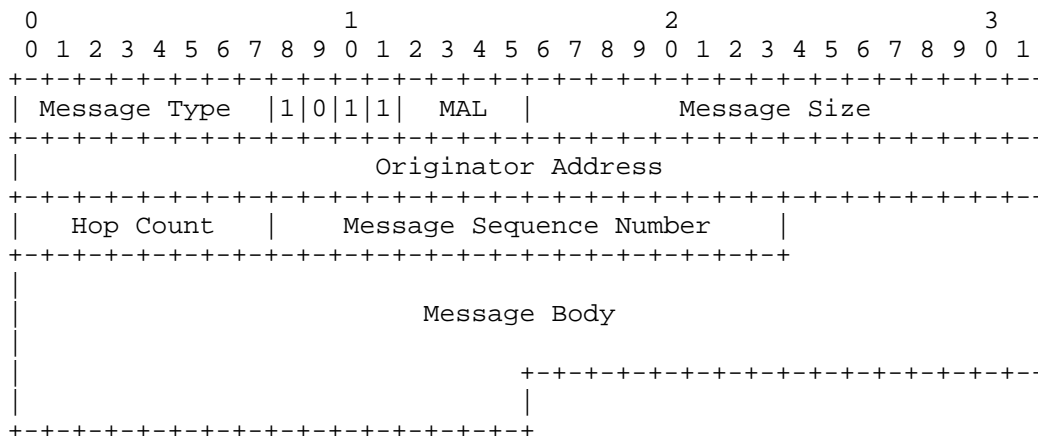 0                   1                   2                   3
 0 1 2 3 4 5 6 7 8 9 0 1 2 3 4 5 6 7 8 9 0 1 2 3 4 5 6 7 8 9 0 1
+-+-+-+-+-+-+-+-+-+-+-+-+-+-+-+-+-+-+-+-+-+-+-+-+-+-+-+-+-+-+-+--
| Message Type  |1|0|1|1|  MAL  |         Message Size
+-+-+-+-+-+-+-+-+-+-+-+-+-+-+-+-+-+-+-+-+-+-+-+-+-+-+-+-+-+-+-+--
|                      Originator Address
+-+-+-+-+-+-+-+-+-+-+-+-+-+-+-+-+-+-+-+-+-+-+-+-+-+-+-+-+-+-+-+--
|   Hop Count   |    Message Sequence Number    |
+-+-+-+-+-+-+-+-+-+-+-+-+-+-+-+-+-+-+-+-+-+-+-+-+
|
|                         Message Body
|
|                               +-+-+-+-+-+-+-+-+-+-+-+-+-+-+-+--
|                               |
+-+-+-+-+-+-+-+-+-+-+-+-+-+-+-+-+